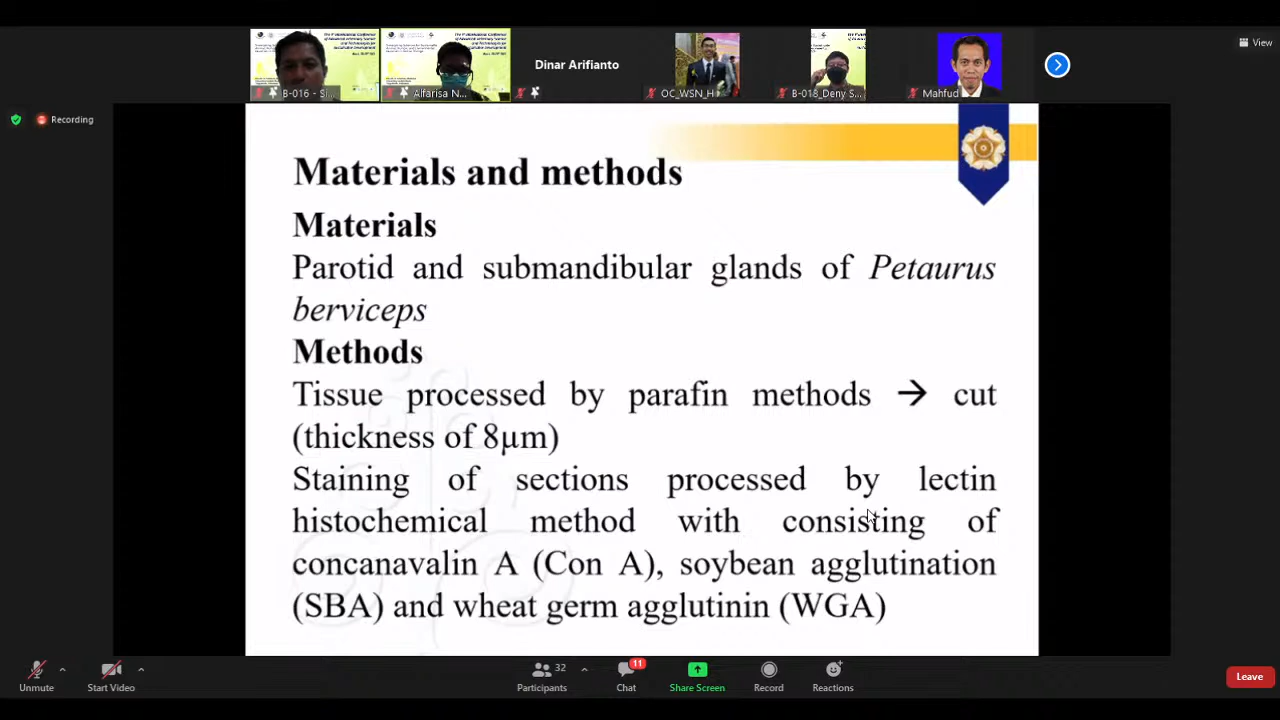 View
Dinar Arifianto
B-016 - Si...
Alfarisa N...
OC_WSN_H
B-018_Deny S...
Mahfud
Recording
Materials and methods
Materials
Parotid and submandibular glands of Petaurus
berviceps
Methods
Tissue processed by parafin methods → cut
(thickness of 8µm)
Staining of sections processed by lectin
histochemical method with consisting of
concanavalin A (Con A), soybean agglutination
(SBA) and wheat germ agglutinin (WGA)
Unmute
Start Video
32
Participants
11
Chat
Share Screen
Record
Reactions
Leave